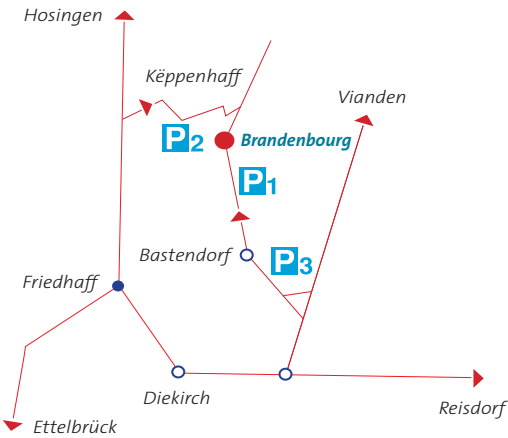 Hosingen
Këppenhaff
Vianden
P2
Brandenbourg
P1
Bastendorf
P3
Friedhaff
Diekirch
Reisdorf
Ettelbrück